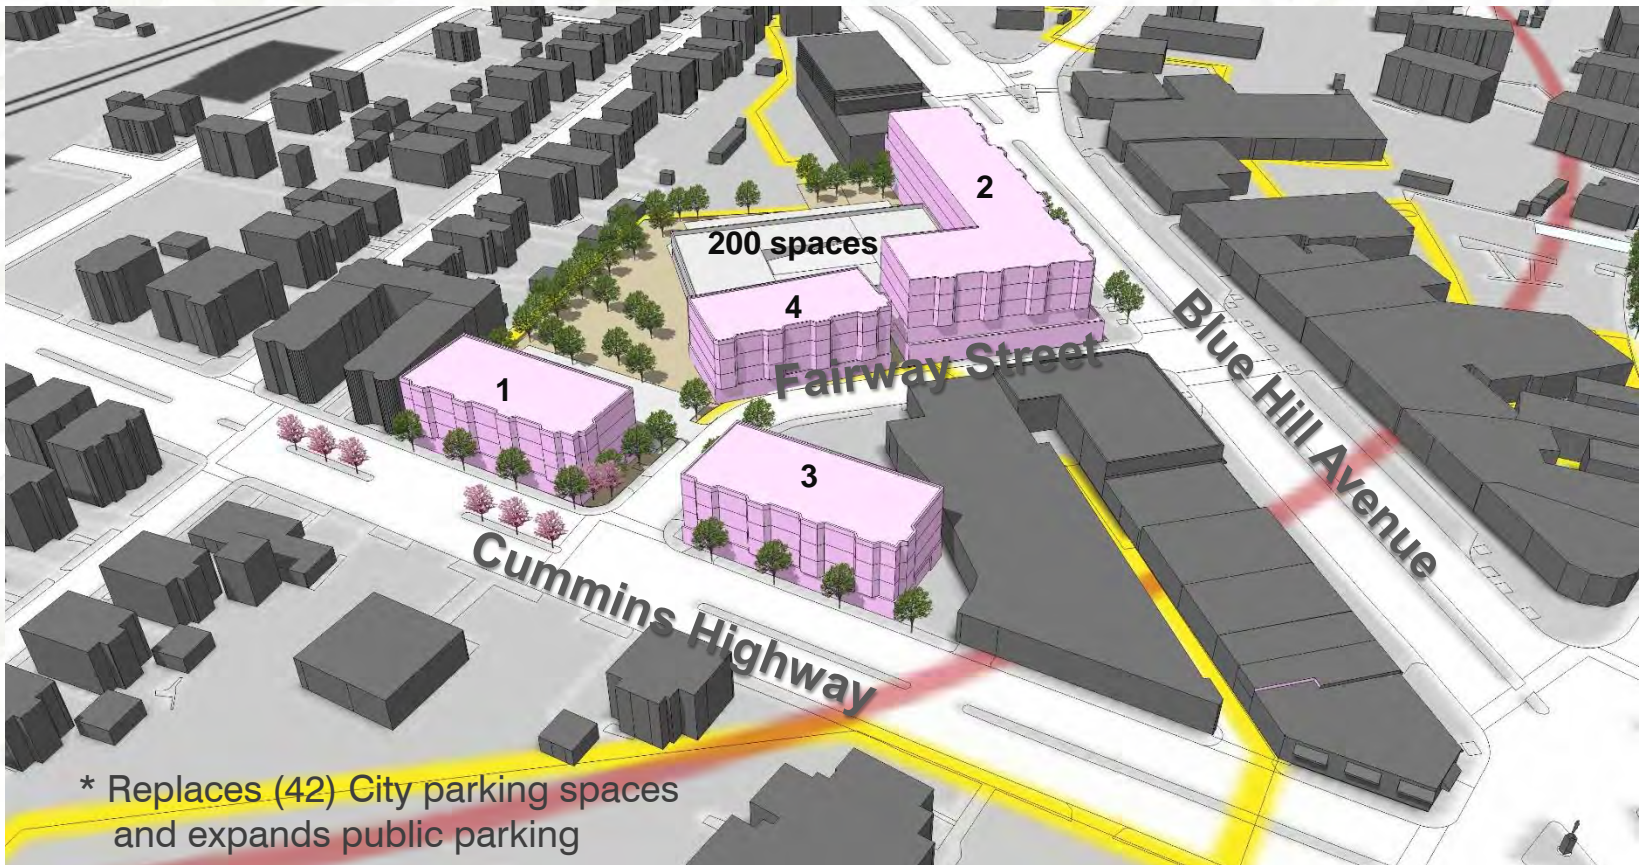 2
200 spaces
4
Fairway Street
Blue Hill Avenue
1
3
Cummins Highway
* Replaces (42) City parking spaces
and expands public parking